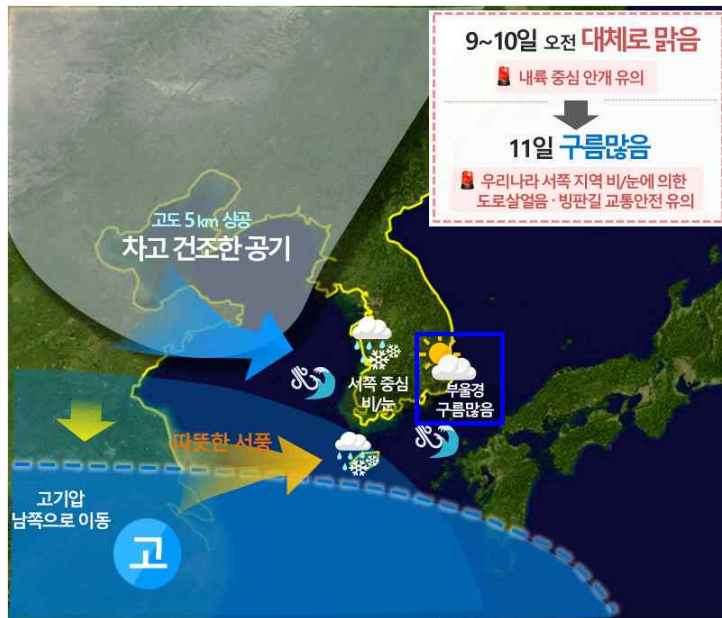 9~10일 오전 대체로 맑음
내륙 중심 안개 유의
11일 구름많음
우리나라 서쪽 지역 비/눈에 의한
도로살얼음·빙판길 교통안전 유의
고도 5 km 상공
차고 건조한 공기
서쪽 중심
비/눈
부울경
구름많음
따뜻한 서풍
고기압
남쪽으로 이동
고